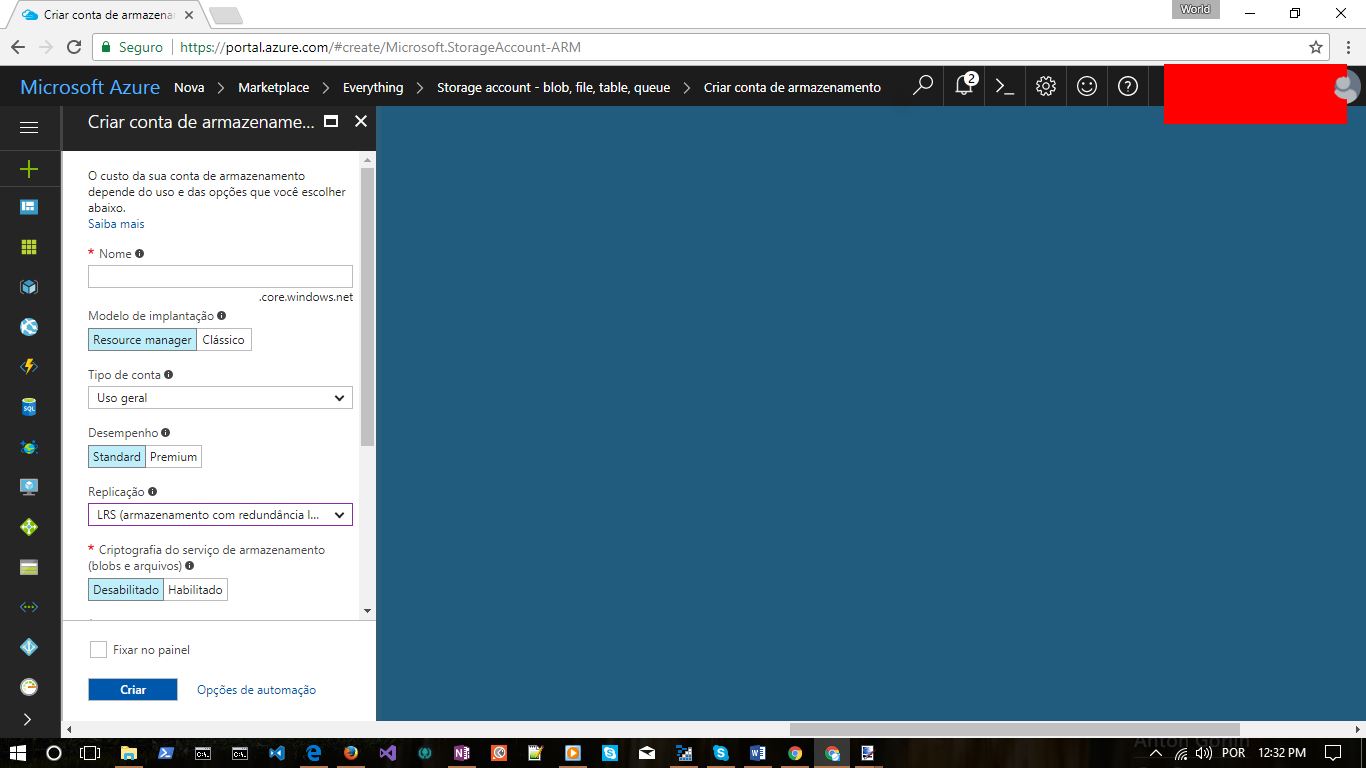 Criar conta de armazena
World
Seguro
https://portal.azure.com/#create/Microsoft.StorageAccount-ARM
Microsoft Azure Nova Marketplace Everything Storage account - blob, file, table, queue Criar conta de armazenamento
2
Criar conta de armazename...
O custo da sua conta de armazenamento
depende do uso e das opções que você escolher
abaixo.
Saiba mais
* Nome
.core.windows.net
Modelo de implantação
Resource manager Clássico
Tipo de conta
Uso geral
Desempenho
Standard Premium
Replicação
LRS (armazenamento com redundância l...
* Criptografia do serviço de armazenamento
(blobs e arquivos)
Desabilitado Habilitado
Fixar no painel
Criar Opções de automação
SQL
Anton Gorlin
POR 12:32 PM